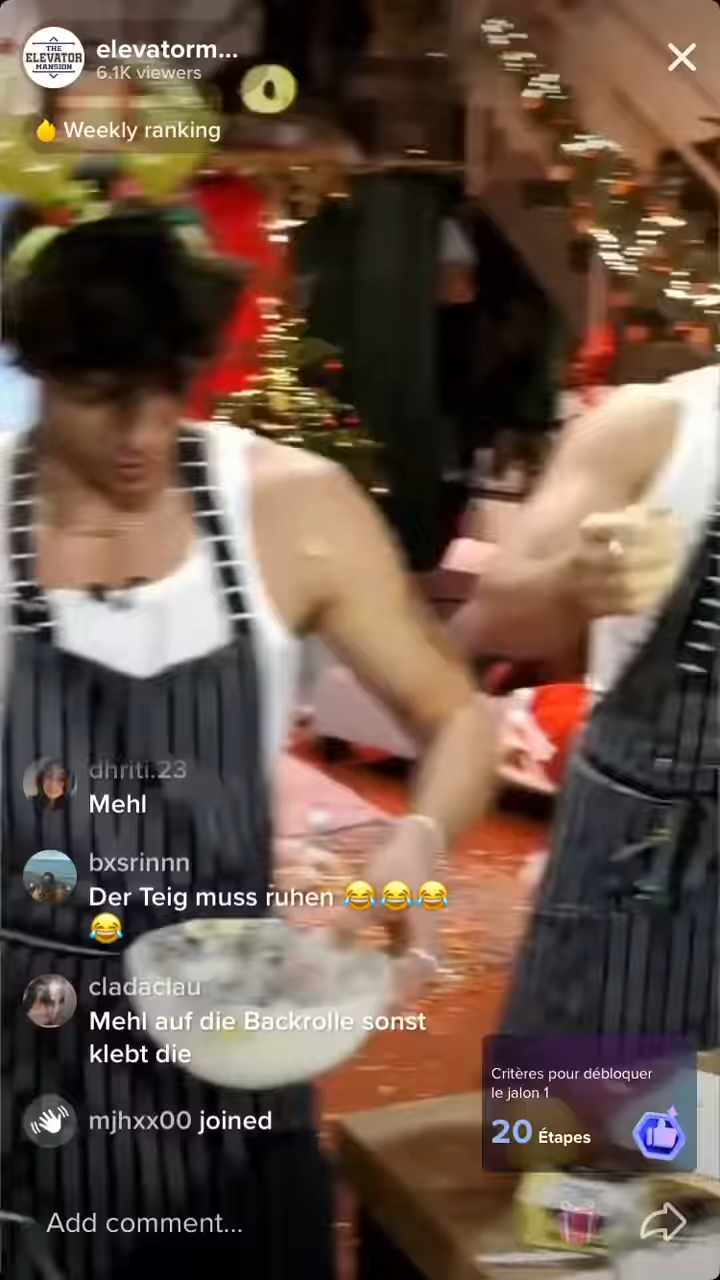 THE
ELEVATOR
MANSION
elevatorm...
6.1K viewers
Weekly ranking
dhriti.23
Mehl
bxsrinnn
Der Teig muss ruhen 😂😂😂
😂
cladaclau
Mehl auf die Backrolle sonst
klebt die
mjhxx00 joined
Critères pour débloquer
le jalon 1
20 Étapes
Add comment...